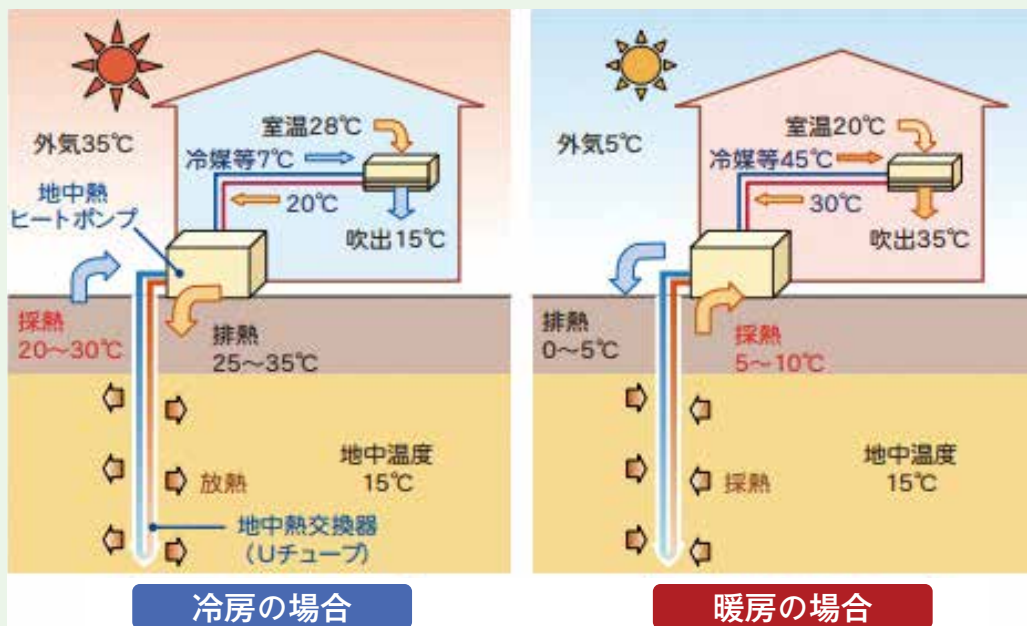 外気35℃
室温28℃
冷媒等7℃
20℃
吹出15℃
地中熱
ヒートポンプ
採熱
20～30℃
排熱
25～35℃
地中温度
15℃
放熱
地中熱交換器
（Uチューブ）
冷房の場合
外気5℃
室温20℃
冷媒等45℃
30℃
吹出35℃
排熱
0～5℃
採熱
5～10℃
地中温度
15℃
採熱
暖房の場合